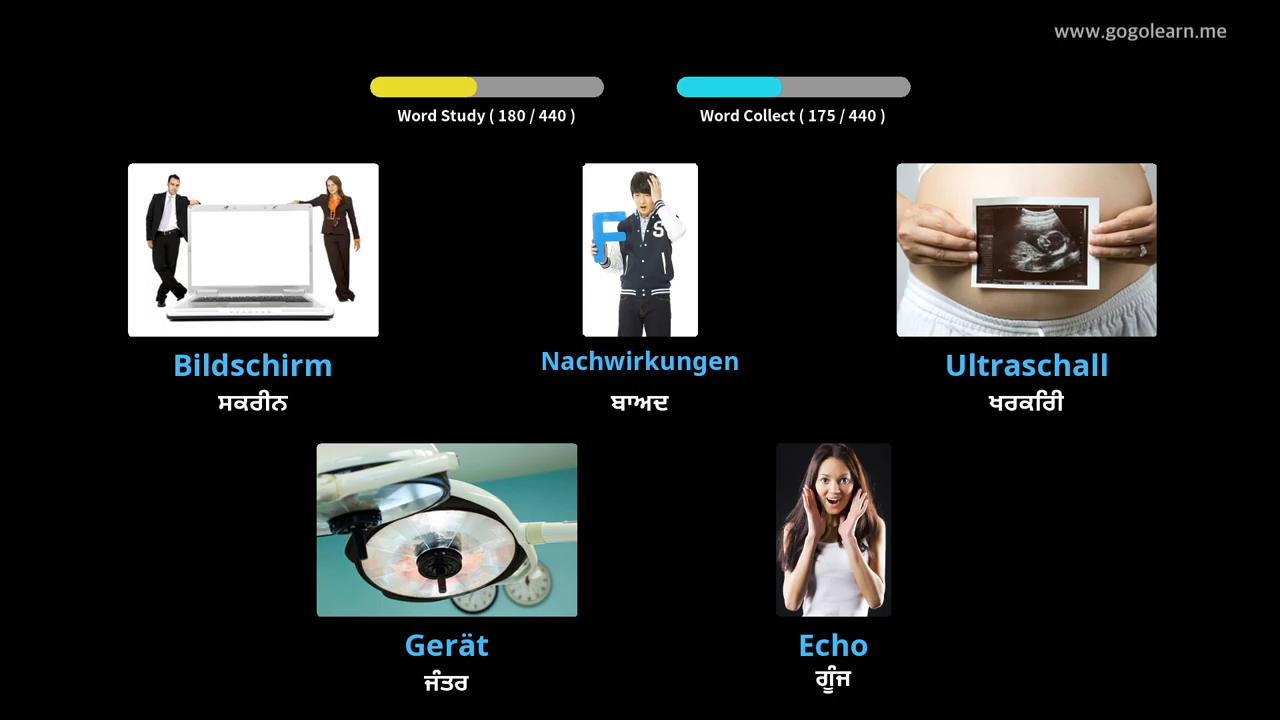 www.gogolearn.me
Word Study ( 180 / 440 )
Word Collect ( 175 / 440 )
Bildschirm
ਸਕਰੀਨ
Nachwirkungen
ਬਾਅਦ
Ultraschall
ਖਰਕਰਿੀ
Gerät
ਜੰਤਰ
Echo
ਗੂੰਜ
F
S